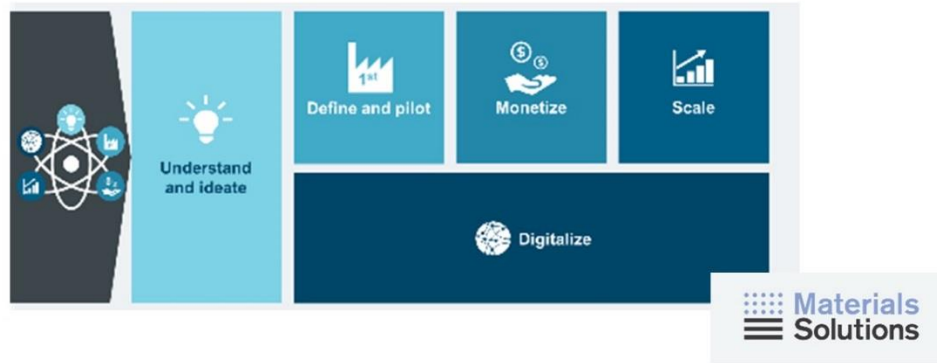 Understand
and ideate
1st
Define and pilot
Monetize
Scale
Digitalize
Materials
Solutions